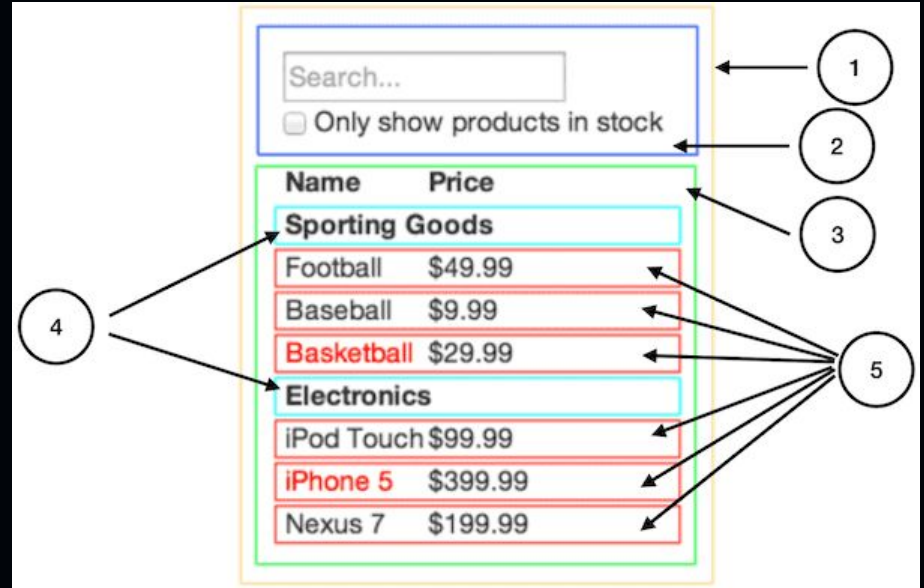 Search...
Only show products in stock
Name Price
Sporting Goods
Football $49.99
Baseball $9.99
Basketball $29.99
Electronics
iPod Touch $99.99
iPhone 5 $399.99
Nexus 7 $199.99
1
2
3
4
5